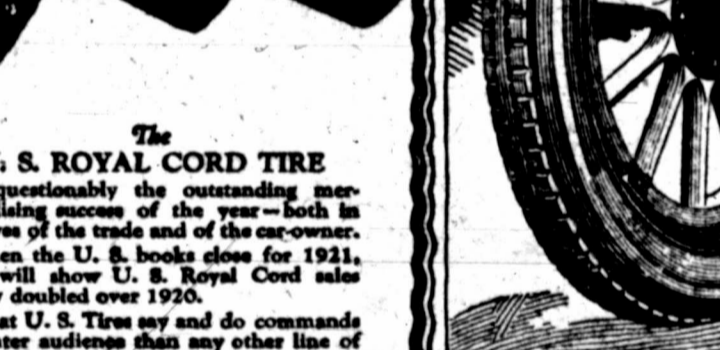 The
S. ROYAL CORD TIRE
questionably the outstanding mer-
ising success of the year—both in
of the trade and of the car-owner.
en the U. S. books close for 1921,
will show U. S. Royal Cord sales
doubled over 1920.
at U. S. Tires say and do commands
ter audience than any other line of